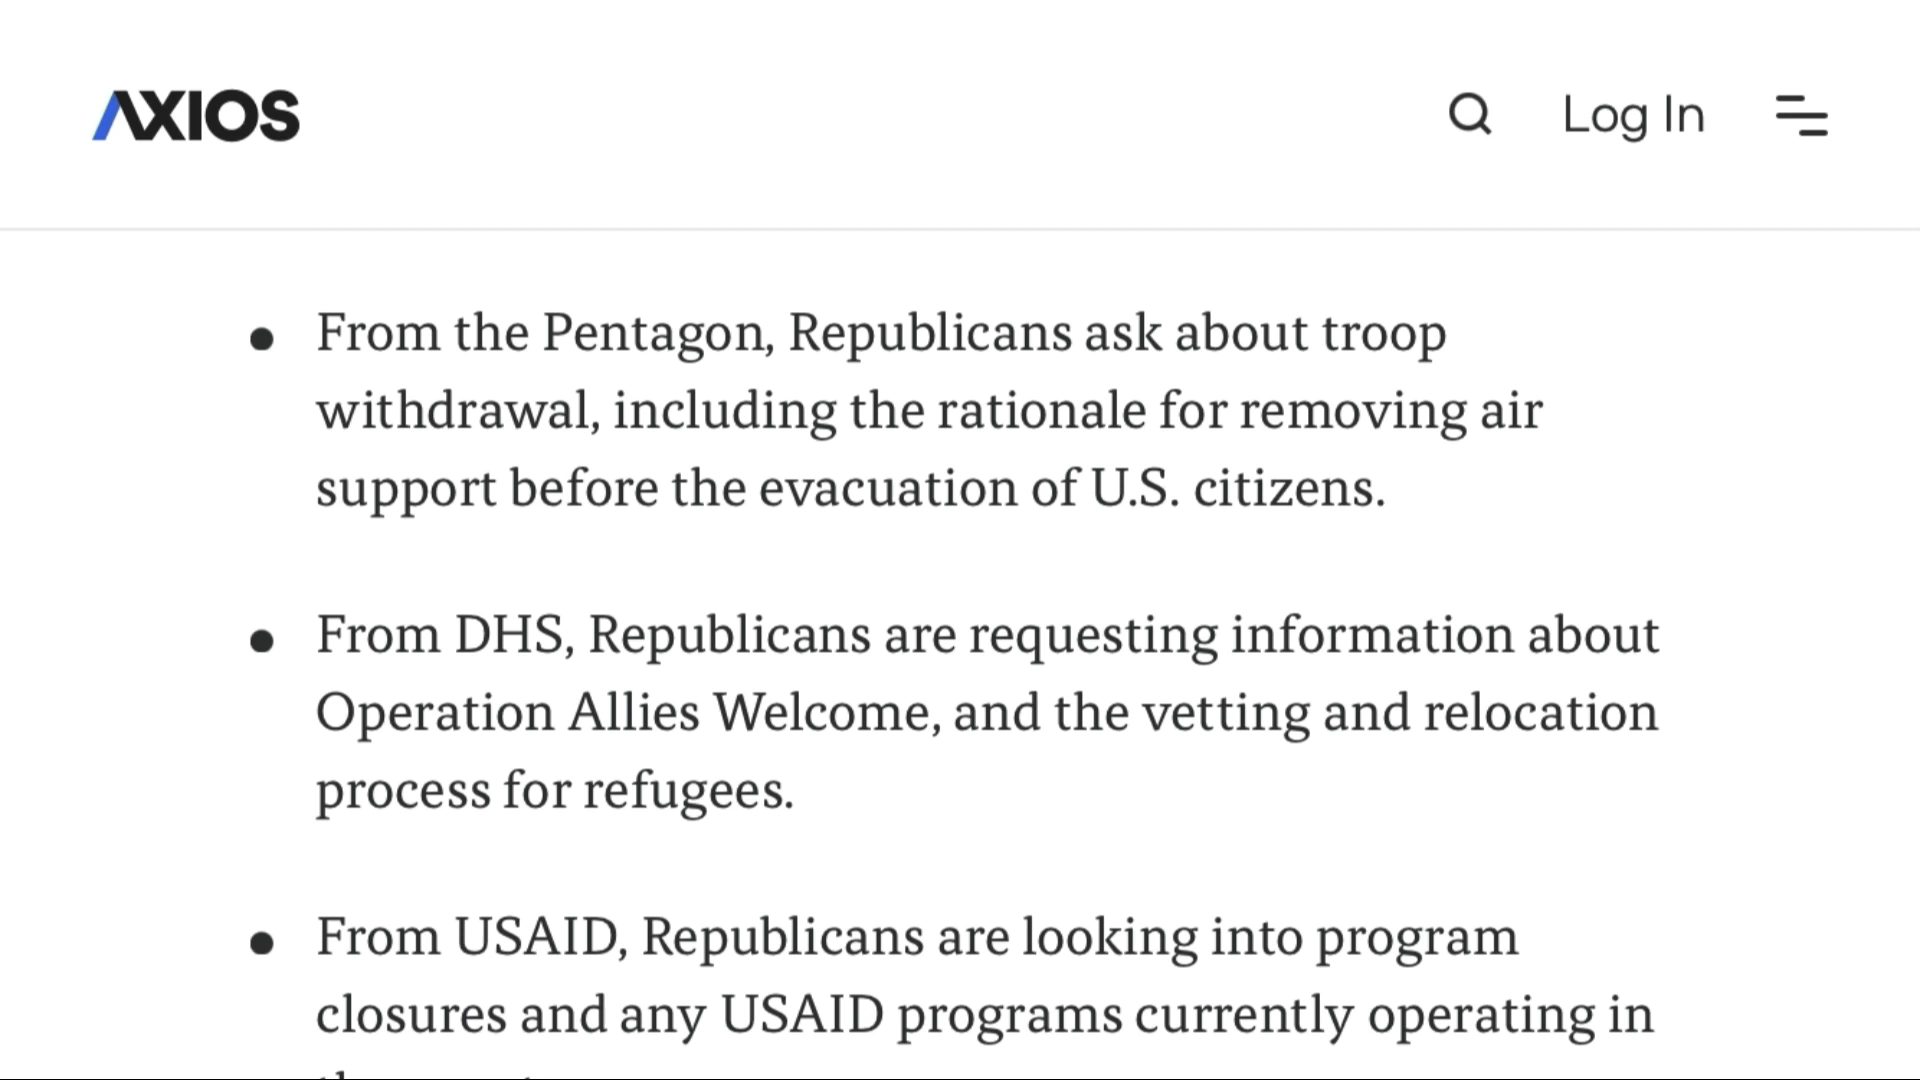 AXIOS
Log In
From the Pentagon, Republicans ask about troop
withdrawal, including the rationale for removing air
support before the evacuation of U.S. citizens.
From DHS, Republicans are requesting information about
Operation Allies Welcome, and the vetting and relocation
process for refugees.
From USAID, Republicans are looking into program
closures and any USAID programs currently operating in